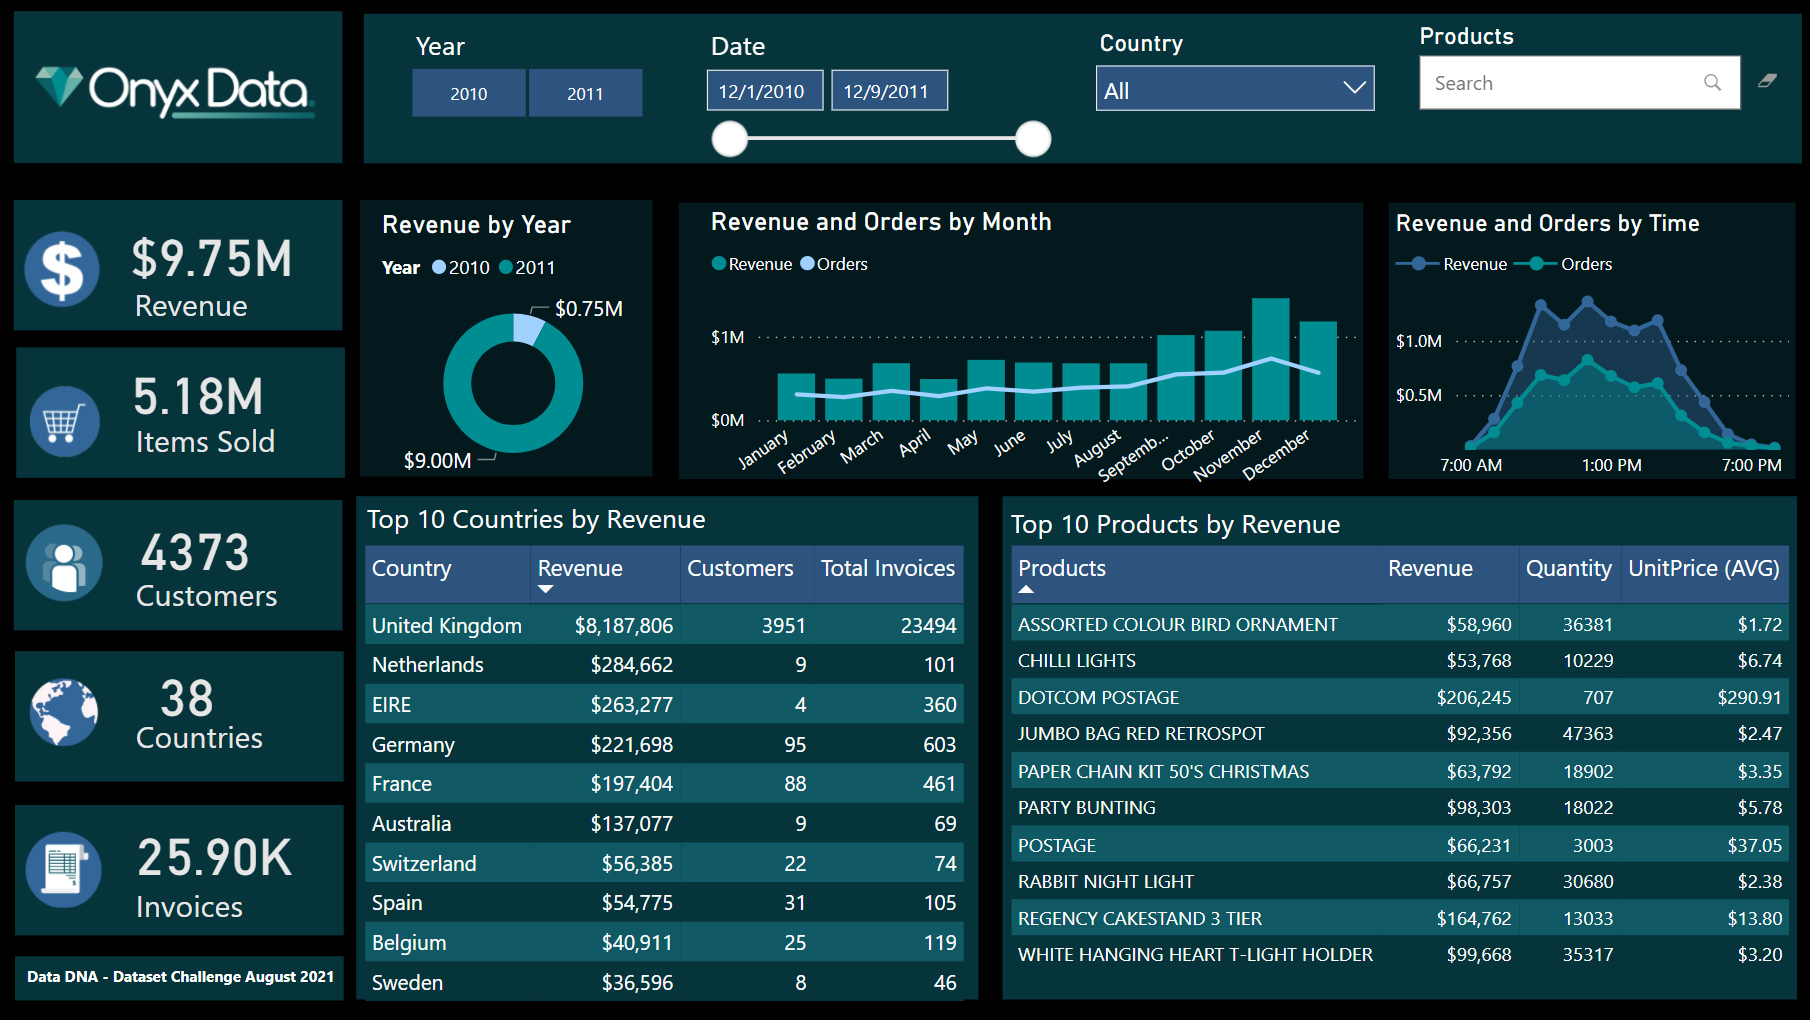 Onyx Data
Year
2010 2011
Date
12/1/2010 12/9/2011
Country
All
Products
Search
$9.75M
Revenue
5.18M
Items Sold
4373
Customers
38
Countries
25.90K
Invoices
Data DNA - Dataset Challenge August 2021
Revenue by Year
Year 2010 2011
$0.75M
$9.00M
Revenue and Orders by Month
Revenue Orders
$1M
$0M
January February March April May June July August Septemb... October November December
Revenue and Orders by Time
Revenue Orders
$1.0M
$0.5M
7:00 AM 1:00 PM 7:00 PM
Top 10 Countries by Revenue
Country Revenue Customers Total Invoices
United Kingdom $8,187,806 3951 23494
Netherlands $284,662 9 101
EIRE $263,277 4 360
Germany $221,698 95 603
France $197,404 88 461
Australia $137,077 9 69
Switzerland $56,385 22 74
Spain $54,775 31 105
Belgium $40,911 25 119
Sweden $36,596 8 46
Top 10 Products by Revenue
Products Revenue Quantity UnitPrice (AVG)
ASSORTED COLOUR BIRD ORNAMENT $58,960 36381 $1.72
CHILLI LIGHTS $53,768 10229 $6.74
DOTCOM POSTAGE $206,245 707 $290.91
JUMBO BAG RED RETROSPOT $92,356 47363 $2.47
PAPER CHAIN KIT 50'S CHRISTMAS $63,792 18902 $3.35
PARTY BUNTING $98,303 18022 $5.78
POSTAGE $66,231 3003 $37.05
RABBIT NIGHT LIGHT $66,757 30680 $2.38
REGENCY CAKESTAND 3 TIER $164,762 13033 $13.80
WHITE HANGING HEART T-LIGHT HOLDER $99,668 35317 $3.20